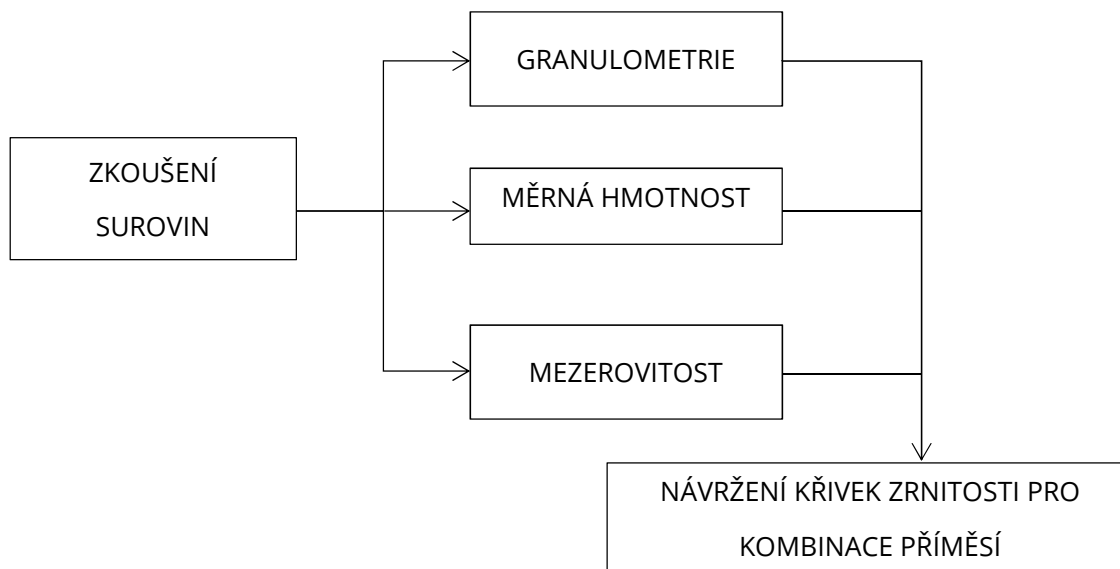 GRANULOMETRIE
ZKOUŠENÍ
SUROVIN
MĚRNÁ HMOTNOST
MEZEROVITOST
NÁVRŽENÍ KŘIVEK ZRNITOSTI PRO
KOMBINACE PŘÍMĚSÍ